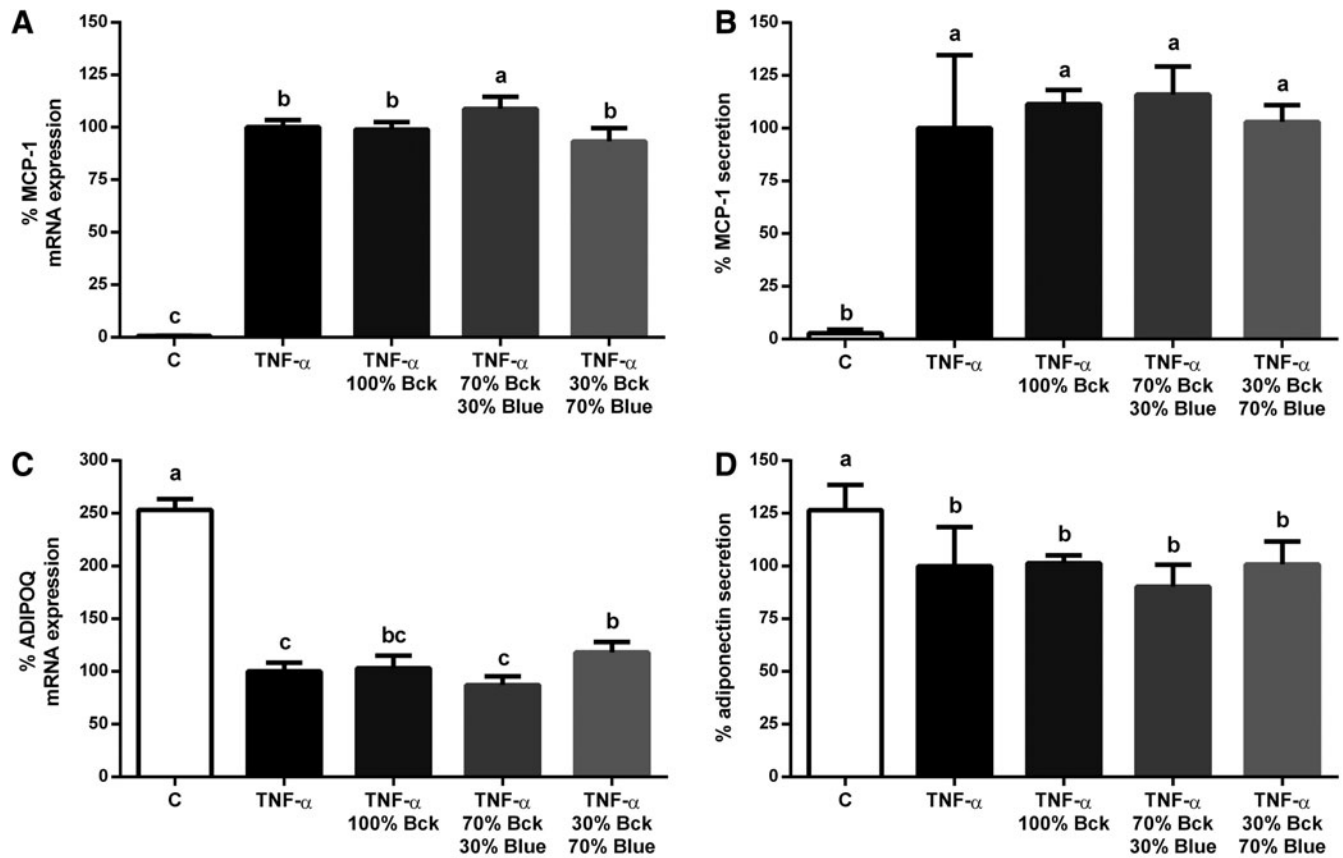 A
% MCP-1
mRNA expression
150
125
100
75
50
25
0
c
b
b
a
b
C
TNF-α
TNF-α
100% Bck
TNF-α
70% Bck
30% Blue
TNF-α
30% Bck
70% Blue
B
% MCP-1 secretion
150
125
100
75
50
25
0
b
a
a
a
a
C
TNF-α
TNF-α
100% Bck
TNF-α
70% Bck
30% Blue
TNF-α
30% Bck
70% Blue
C
% ADIPOQ
mRNA expression
300
250
200
150
100
50
0
a
c
bc
c
b
C
TNF-α
TNF-α
100% Bck
TNF-α
70% Bck
30% Blue
TNF-α
30% Bck
70% Blue
D
% adiponectin secretion
150
125
100
75
50
25
0
a
b
b
b
b
C
TNF-α
TNF-α
100% Bck
TNF-α
70% Bck
30% Blue
TNF-α
30% Bck
70% Blue